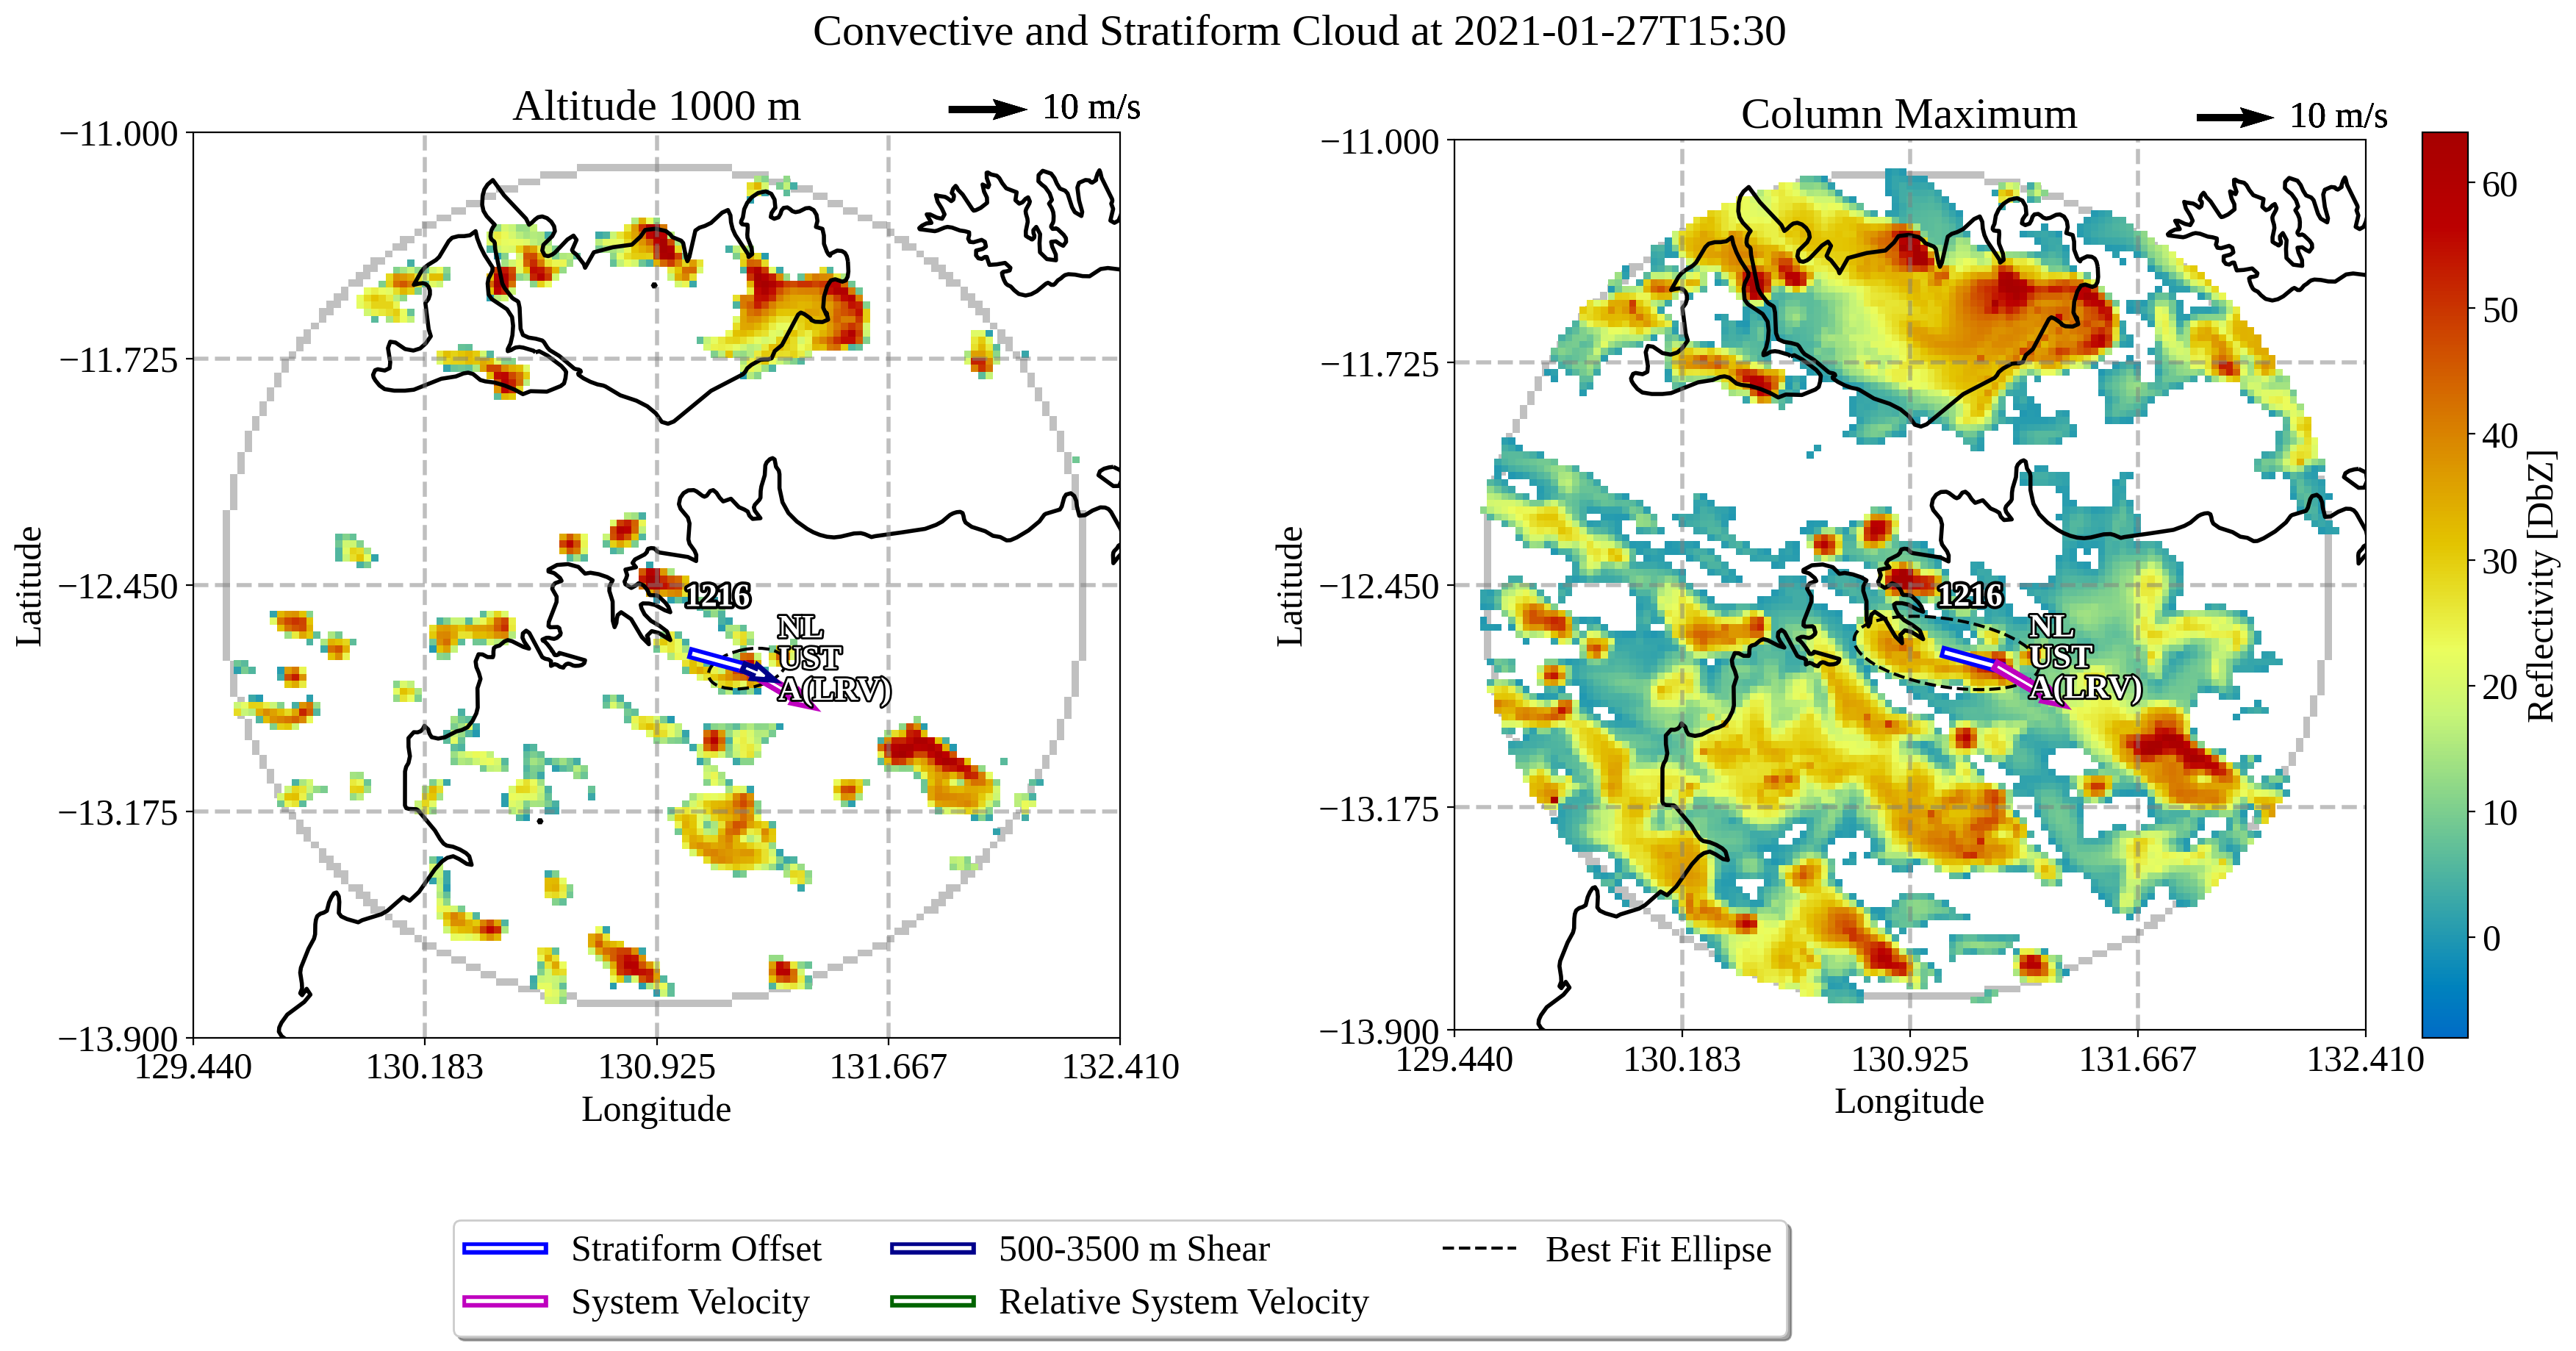 Convective and Stratiform Cloud at 2021-01-27T15:30
Altitude 1000 m
10 m/s
−11.000
−11.725
−12.450
−13.175
−13.900
129.440
130.183
130.925
131.667
132.410
Latitude
Longitude
1216
NL
UST
A(LRV)
Column Maximum
10 m/s
−11.000
−11.725
−12.450
−13.175
−13.900
129.440
130.183
130.925
131.667
132.410
Latitude
Longitude
1216
NL
UST
A(LRV)
60
50
40
30
20
10
0
Reflectivity [DbZ]
Stratiform Offset
System Velocity
500-3500 m Shear
Relative System Velocity
Best Fit Ellipse